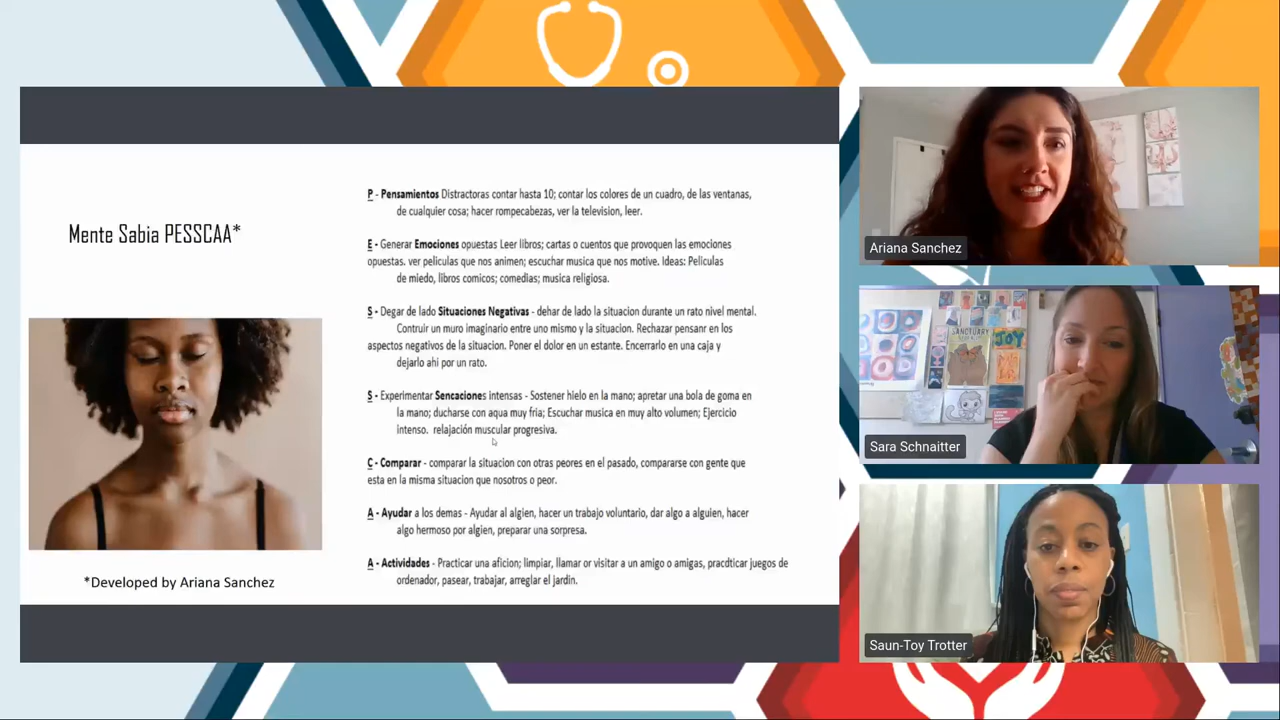 Mente Sabia PESSCAA*
*Developed by Ariana Sanchez
P - Pensamientos Distractoras contar hasta 10; contar los colores de un cuadro, de las ventanas,
de cualquier cosa; hacer rompecabezas, ver la television, leer.
E - Generar Emociones opuestas Leer libros; cartas o cuentos que provoquen las emociones
opuestas. ver peliculas que nos animen; escuchar musica que nos motive. Ideas: Peliculas
de miedo, libros comicos; comedias; musica religiosa.
S - Degar de lado Situaciones Negativas - dehar de lado la situacion durante un rato nivel mental.
Contruir un muro imaginario entre uno mismo y la situacion. Rechazar pensanr en los
aspectos negativos de la situacion. Poner el dolor en un estante. Encerrarlo en una caja y
dejarlo ahi por un rato.
S - Experimentar Sencaciones intensas - Sostener hielo en la mano; apretar una bola de goma en
la mano; ducharse con aqua muy fria; Escuchar musica en muy alto volumen; Ejercicio
intenso. relajación muscular progresiva.
C - Comparar - comparar la situacion con otras peores en el pasado, compararse con gente que
esta en la misma situacion que nosotros o peor.
A - Ayudar a los demas - Ayudar al algien, hacer un trabajo voluntario, dar algo a alguien, hacer
algo hermoso por algien, preparar una sorpresa.
A - Actividades - Practicar una aficion; limpiar, llamar or visitar a un amigo o amigas, pracdticar juegos de
ordenador, pasear, trabajar, arreglar el jardin.
Ariana Sanchez
SANCTUARY
JOY
Sara Schnaitter
Saun-Toy Trotter